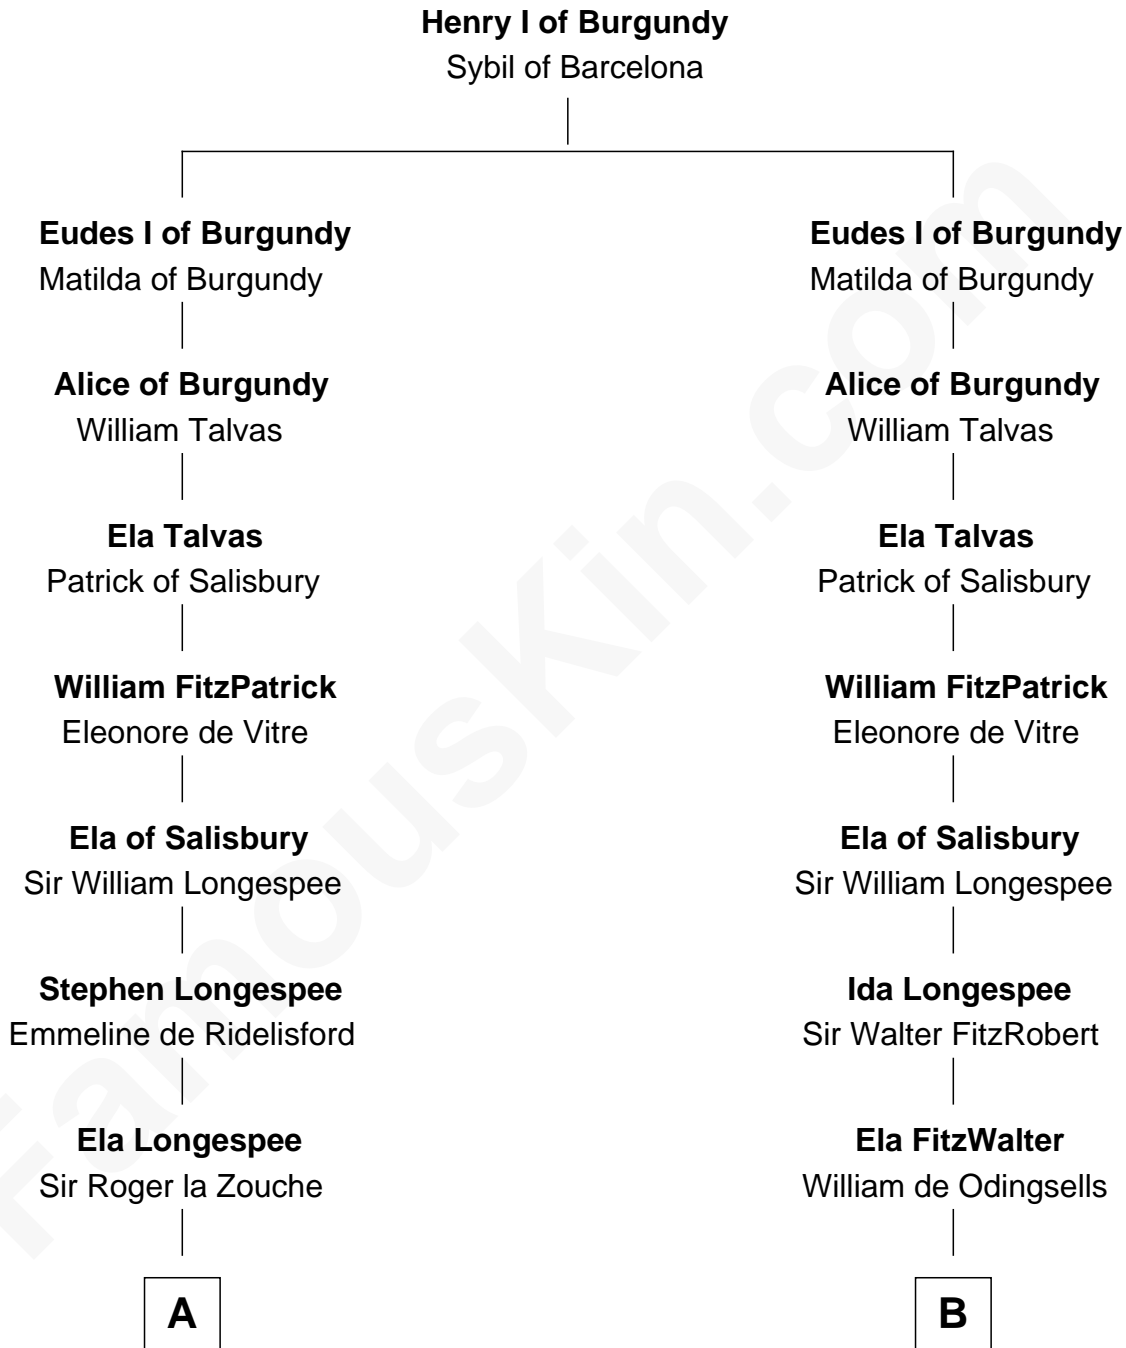 Henry I of Burgundy
Sybil of Barcelona
Eudes I of Burgundy
Matilda of Burgundy
Alice of Burgundy
William Talvas
Ela Talvas
Patrick of Salisbury
William FitzPatrick
Eleonore de Vitre
Ela of Salisbury
Sir William Longespee
Stephen Longespee
Emmeline de Ridelisford
Ela Longespee
Sir Roger la Zouche
A
Eudes I of Burgundy
Matilda of Burgundy
Alice of Burgundy
William Talvas
Ela Talvas
Patrick of Salisbury
William FitzPatrick
Eleonore de Vitre
Ela of Salisbury
Sir William Longespee
Ida Longespee
Sir Walter FitzRobert
Ela FitzWalter
William de Odingsells
B
FamousKin.com